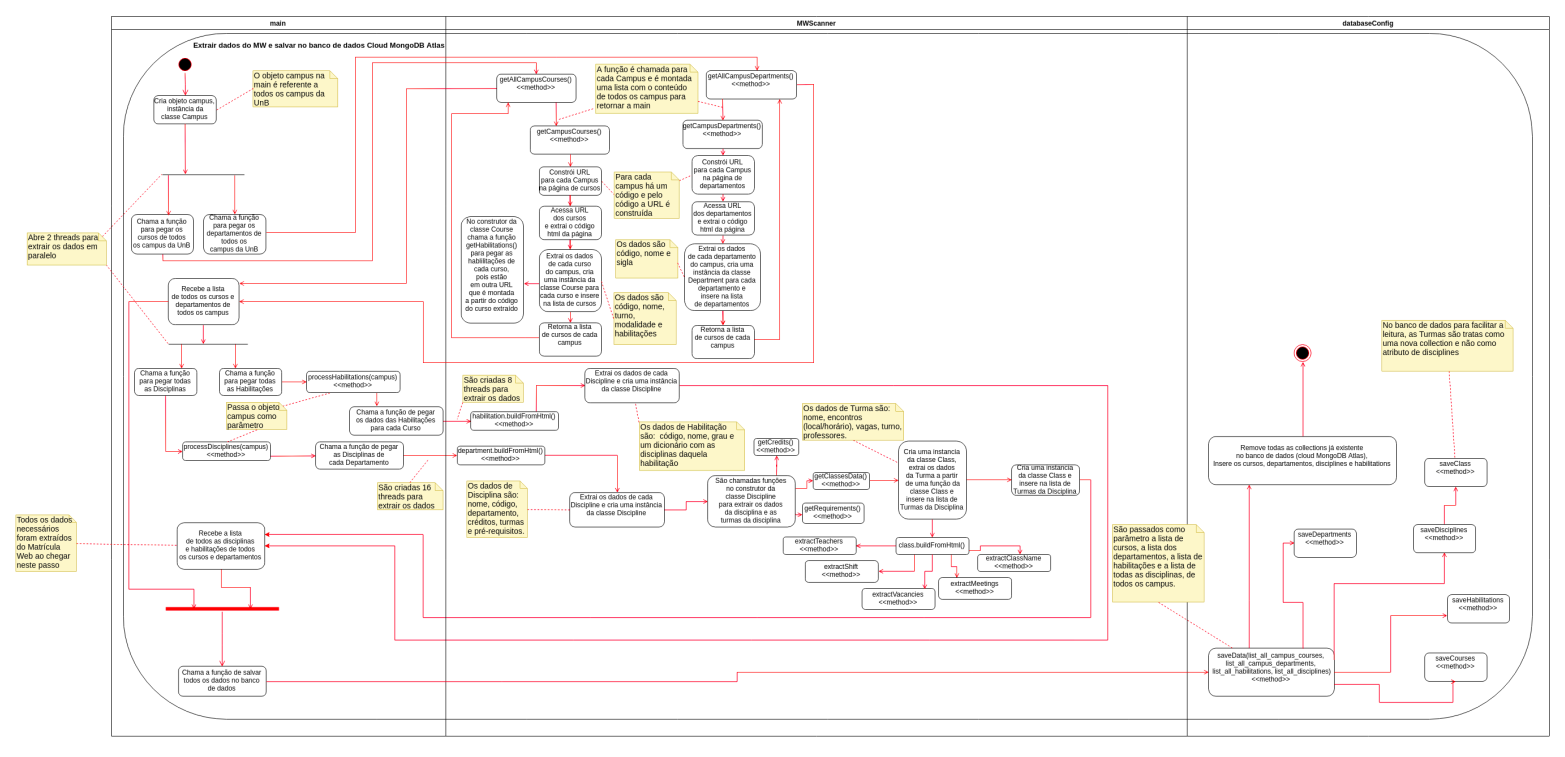 main
MWScanner
databaseConfig
Extrair dados do MW e salvar no banco de dados Cloud MongoDB Atlas
Cria objeto campus,
instância da
classe Campus
O objeto campus na
main é referente a
todos os campus da
UnB
Abre 2 threads para
extrair os dados em
paralelo
Chama a função
para pegar os
cursos de todos
os campus da UnB
Chama a função
para pegar os
departamentos de
todos os
campus da UnB
Recebe a lista
de todos os cursos e
departamentos de
todos os campus
Chama a função
para pegar todas
as Disciplinas
Chama a função
para pegar todas
as Habilitações
processHabilitations(campus)
<<method>>
Passa o objeto
campus como
parâmetro
Chama a função de pegar
os dados das Habilitações
para cada Curso
processDisciplines(campus)
<<method>>
Chama a função de pegar
as Disciplinas de
cada Departamento
São criadas 16
threads para
extrair os dados
Todos os dados
necessários
foram extraídos
do Matrícula
Web ao chegar
neste passo
Recebe a lista
de todos as disciplinas
e habilitações de todos
os cursos e departamentos
Chama a função de salvar
todos os dados no banco
de dados
getAllCampusCourses()
<<method>>
A função é chamada para
cada Campus e é montada
uma lista com o conteúdo
de todos os campus para
retornar a main
getAllCampusDepartments()
<<method>>
getCampusCourses()
<<method>>
getCampusDepartments()
<<method>>
Constrói URL
para cada Campus
na página de cursos
Para cada
campus há um
código e pelo
código a URL é
construída
Constrói URL
para cada Campus
na página de
departamentos
Acessa URL
dos cursos
e extrai o código
html da página
Acessa URL
dos departamentos
e extrai o código
html da página
No construtor da
classe Course
chama a função
getHabilitations()
para pegar as
hablilitações de
cada curso,
pois estão
em outra URL
que é montada
a partir do código
do curso extraído
Extrai os dados
de cada curso
do campus, cria
uma instância da
classe Course para
cada curso e insere
na lista de cursos
Os dados são
código, nome e
sigla
Extrai os dados
de cada departamento
do campus, cria uma
instância da classe
Department para cada
departamento e
insere na lista
de departamentos
Os dados são
código, nome,
turno,
modalidade e
habilitações
Retorna a lista
de cursos de cada
campus
Retorna a lista
de cursos de cada
campus
São criadas 8
threads para
extrair os dados
Extrai os dados de cada
Discipline e cria uma instância
da classe Discipline
habilitation.buildFromHtml()
<<method>>
Os dados de Habilitação
são: código, nome, grau e
um dicionário com as
disciplinas daquela
habilitação
department.buildFromHtml()
<<method>>
Os dados de
Disciplina são:
nome, código,
departamento,
créditos, turmas
e pré-requisitos.
Extrai os dados de cada
Discipline e cria uma instância
da classe Discipline
São chamadas funções
no construtor da
classe Discipline
para extrair os dados
da disciplina e as
turmas da disciplina
getCredits()
<<method>>
getClassesData()
<<method>>
getRequirements()
<<method>>
Os dados de Turma são:
nome, encontros
(local/horário), vagas, turno,
professores.
Cria uma instancia
da classe Class,
extrai os dados
da Turma a partir
de uma função da
classe Class e
insere na lista de
Turmas da Disciplina
Cria uma instancia
da classe Class e
insere na lista de
Turmas da Disciplina
class.buildFromHtml()
extractTeachers
<<method>>
extractShift
<<method>>
extractVacancies
<<method>>
extractMeetings
<<method>>
extractClassName
<<method>>
No banco de dados para facilitar a
leitura, as Turmas são tratas como
uma nova collection e não como
atributo de disciplines
Remove todas as collections já existente
no banco de dados (cloud MongoDB Atlas),
Insere os cursos, departamentos, disciplines e habilitations
saveClass
<<method>>
saveDisciplines
<<method>>
saveDepartments
<<method>>
São passados como
parâmetro a lista de
cursos, a lista dos
departamentos, a lista de
habilitações e a lista de
todas as disciplinas, de
todos os campus.
saveHabilitations
<<method>>
saveCourses
<<method>>
saveData(list_all_campus_courses,
list_all_campus_departments,
list_all_habilitations, list_all_disciplines)
<<method>>